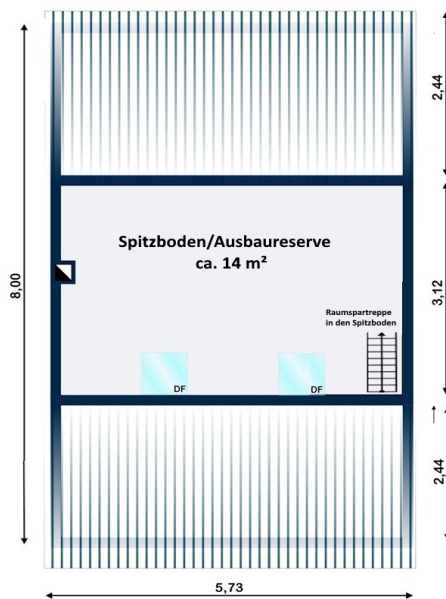 2,44
8,00
Spitzboden/Ausbaureserve
ca. 14 m²
3,12
Raumspartreppe
in den Spitzboden
DF
DF
2,44
5,73